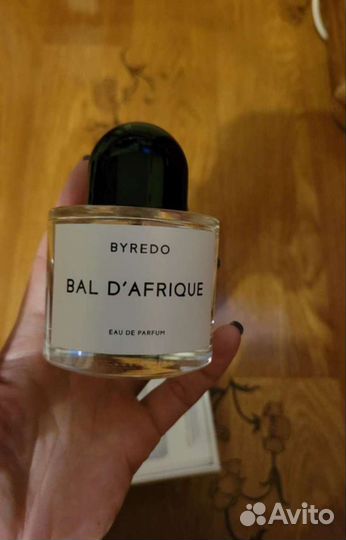 BYREDO
BAL D'AFRIQUE
EAU DE PARFUM
Avito